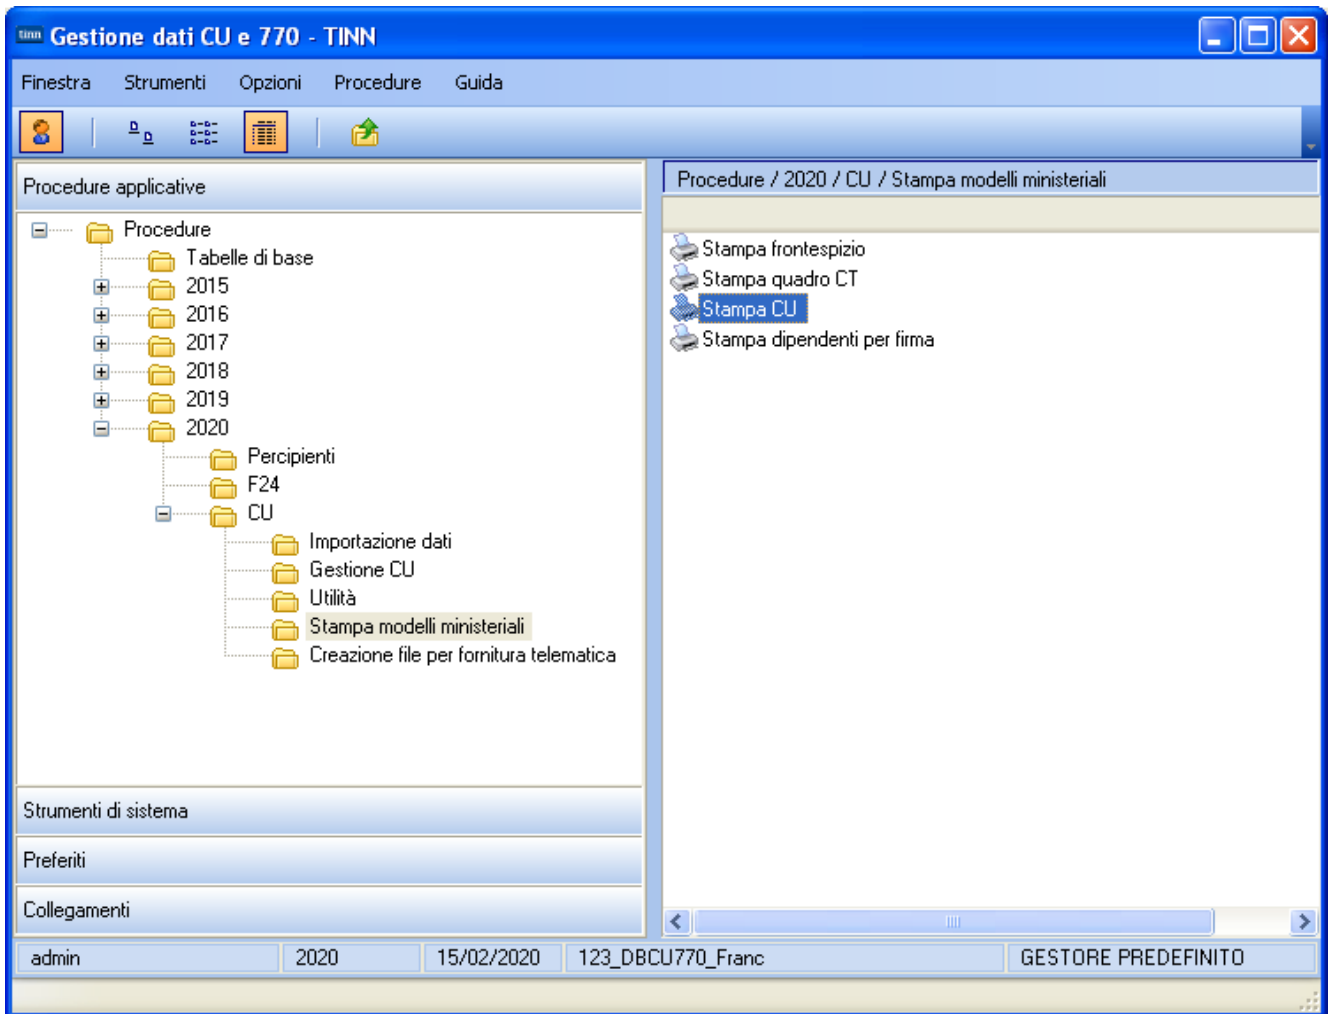 tinn Gestione dati CU e 770 - TINN
Finestra Strumenti Opzioni Procedure Guida
Procedure applicative
Procedure
Tabelle di base
2015
2016
2017
2018
2019
2020
Percipienti
F24
CU
Importazione dati
Gestione CU
Utilità
Stampa modelli ministeriali
Creazione file per fornitura telematica
Strumenti di sistema
Preferiti
Collegamenti
Procedure / 2020 / CU / Stampa modelli ministeriali
Stampa frontespizio
Stampa quadro CT
Stampa CU
Stampa dipendenti per firma
admin 2020 15/02/2020 123_DBCU770_Franc GESTORE PREDEFINITO